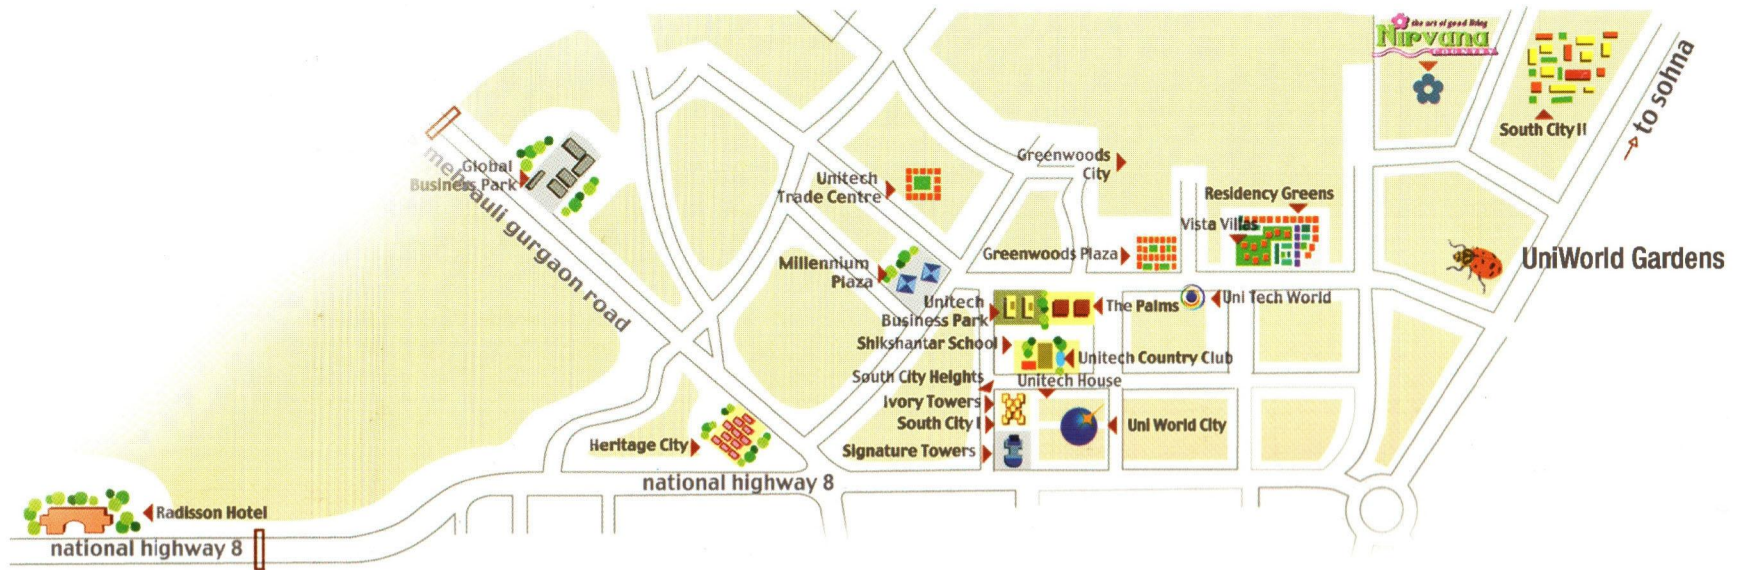 the art of good living
Nirvana
COUNTRY
South City II
to sohna
Global
Business Park
mehrauli gurgaon road
Greenwoods
City
Unitech
Trade Centre
Residency Greens
Vista Villas
Greenwoods Plaza
UniWorld Gardens
Millennium
Plaza
Unitech
Business Park
The Palms
Uni Tech World
Shikshantar School
Unitech Country Club
South City Heights
Unitech House
Ivory Towers
South City I
Uni World City
Heritage City
Signature Towers
national highway 8
Radisson Hotel
national highway 8